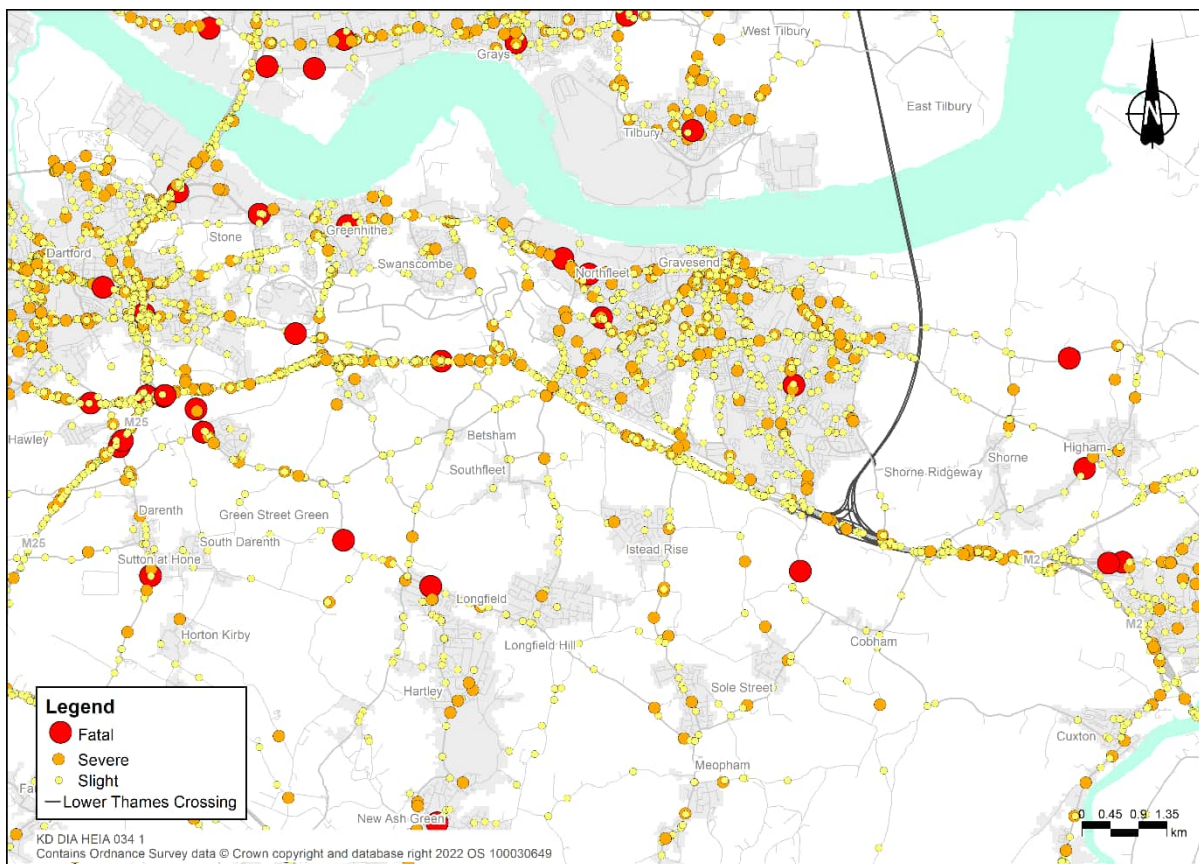 West Tilbury
Grays
East Tilbury
N
Tilbury
Stone
Greenhithe
Dartford
Swanscombe
Northfleet
Gravesend
M25
Hawley
Betsham
Southfleet
Shorne Ridgeway
Shorne
Higham
Darenth
Green Street Green
South Darenth
M25
Sutton at Hone
Istead Rise
M2
Longfield
Horton Kirby
Longfield Hill
Cobham
M2
Hartley
Sole Street
Cuxton
Meopham
New Ash Green
Legend
Fatal
Severe
Slight
Lower Thames Crossing
0 0.45 0.9 1.35
km
KD DIA HEIA 034 1
Contains Ordnance Survey data © Crown copyright and database right 2022 OS 100030649